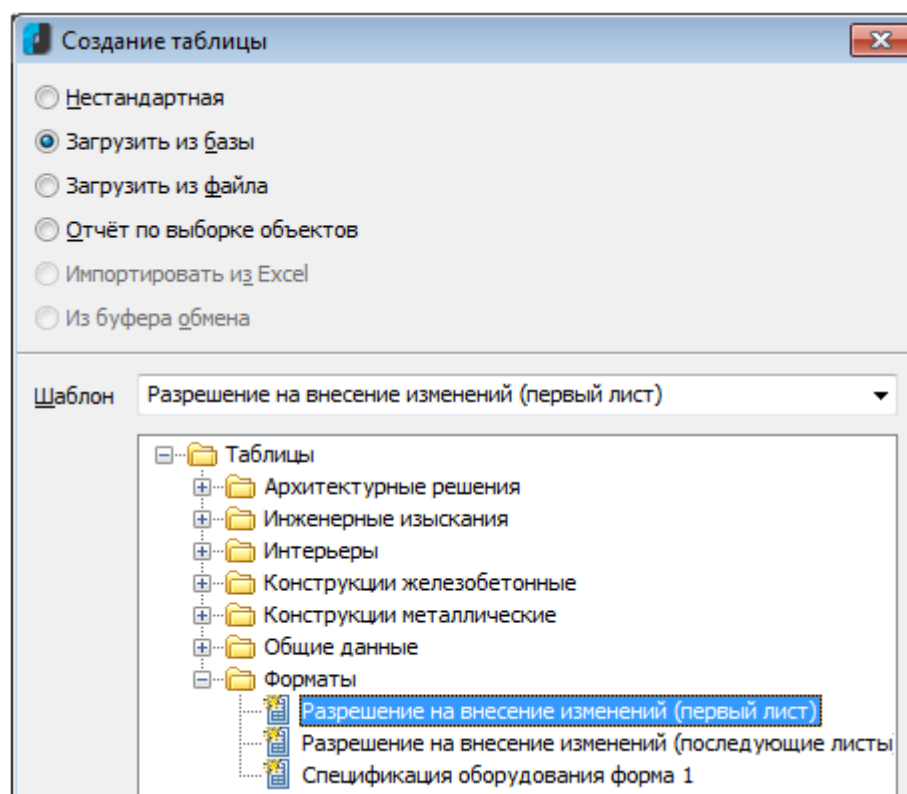 Создание таблицы
Нестандартная
Загрузить из базы
Загрузить из файла
Отчёт по выборке объектов
Импортировать из Excel
Из буфера обмена
Шаблон Разрешение на внесение изменений (первый лист)
Таблицы
Архитектурные решения
Инженерные изыскания
Интерьеры
Конструкции железобетонные
Конструкции металлические
Общие данные
Форматы
Разрешение на внесение изменений (первый лист)
Разрешение на внесение изменений (последующие листы
Спецификация оборудования форма 1